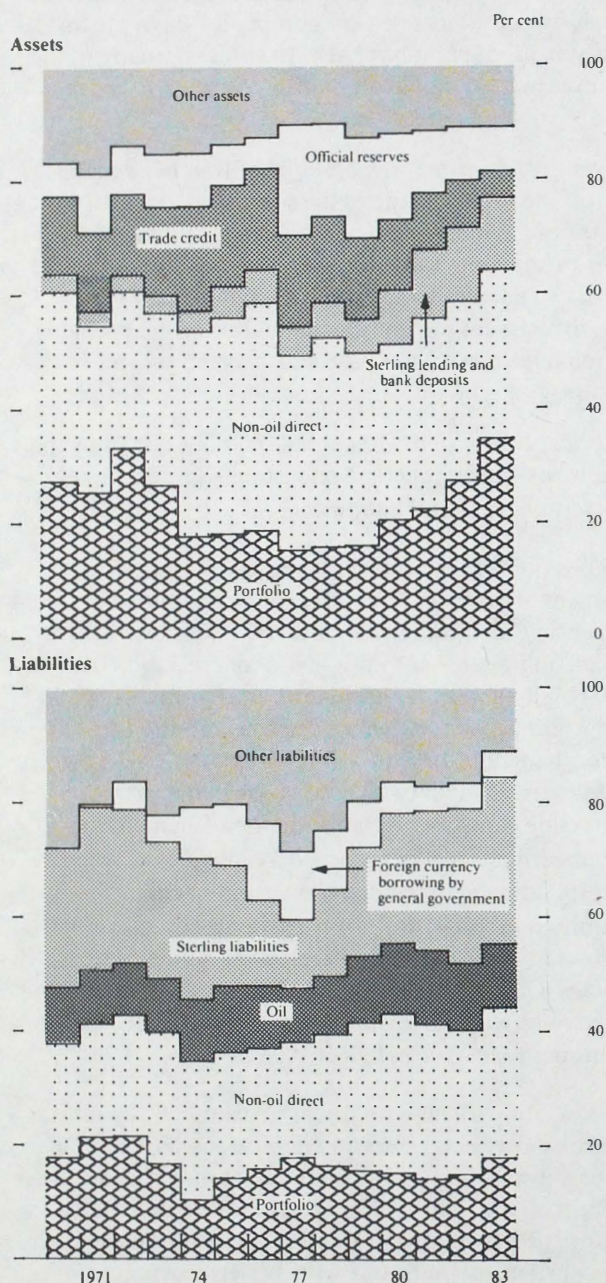 Per cent
Assets
100
Other assets
Official reserves
80
Trade credit
60
Sterling lending and
bank deposits
40
Non-oil direct
20
Portfolio
0
Liabilities
100
Other liabilities
80
Foreign currency
borrowing by
general government
60
Sterling liabilities
Oil
40
Non-oil direct
20
Portfolio
1971 74 77 80 83